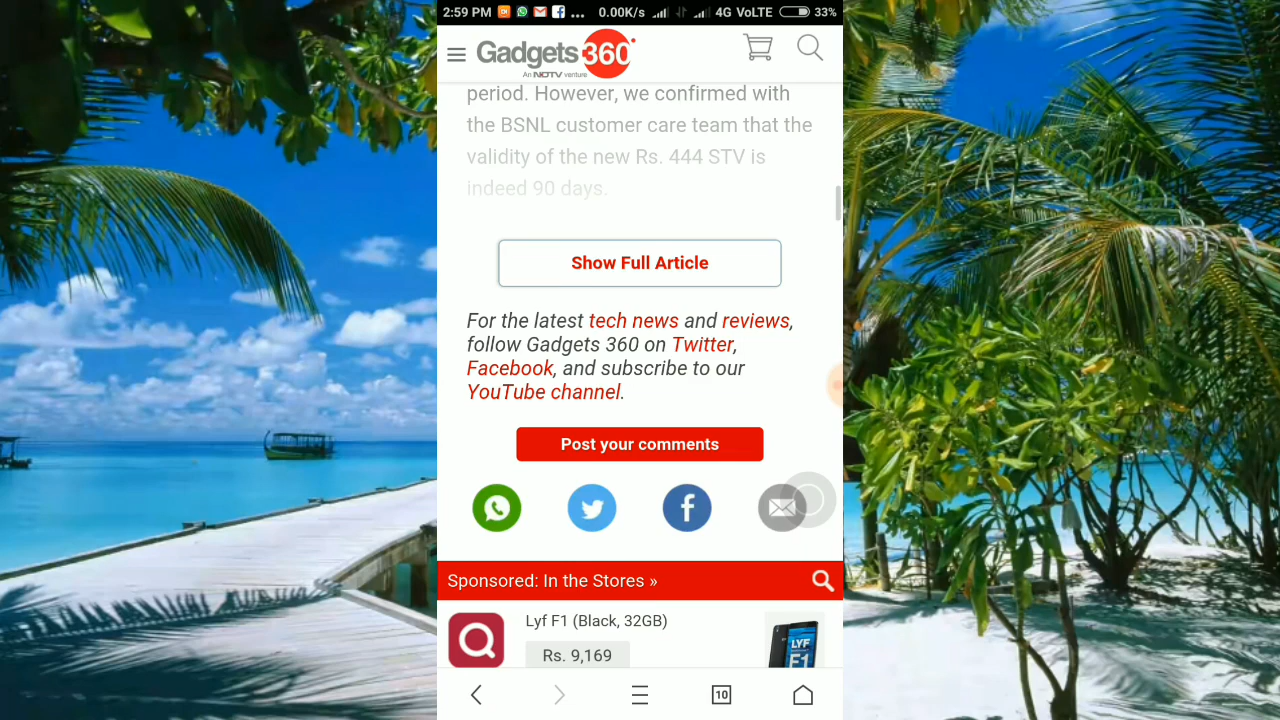 2:59 PM ... 0.00K/s 4G VoLTE 33%
Gadgets 360°
An NDTV venture
period. However, we confirmed with
the BSNL customer care team that the
validity of the new Rs. 444 STV is
indeed 90 days.
Show Full Article
For the latest tech news and reviews,
follow Gadgets 360 on Twitter,
Facebook, and subscribe to our
YouTube channel.
Post your comments
Sponsored: In the Stores »
Lyf F1 (Black, 32GB)
Rs. 9,169
LYF
F1
10